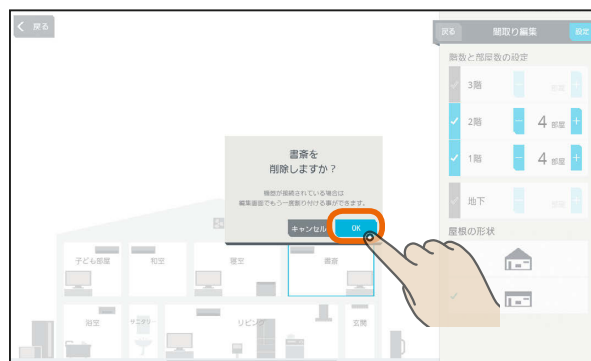 戻る
戻る
間取り編集
設定
階数と部屋数の設定
3階
部屋
2階
4 部屋
1階
4 部屋
地下
部屋
屋根の形状
書斎を
削除しますか？
機器が接続されている場合は
編集画面でもう一度割り付ける事ができます。
キャンセル
OK
子ども部屋
和室
寝室
書斎
浴室
サニタリー
リビング
玄関